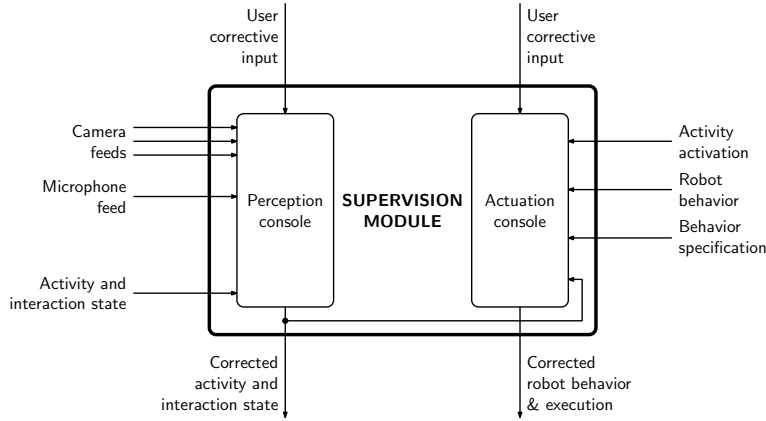 User
corrective
input
User
corrective
input
Camera
feeds
Microphone
feed
Activity and
interaction state
Perception
console
SUPERVISION
MODULE
Actuation
console
Activity
activation
Robot
behavior
Behavior
specification
Corrected
activity and
interaction state
Corrected
robot behavior
& execution